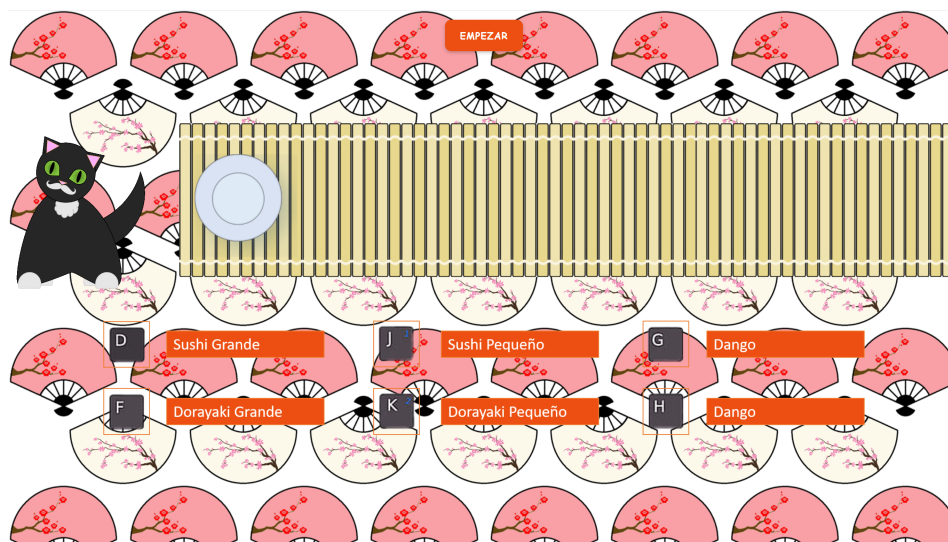 EMPEZAR
D Sushi Grande J Sushi Pequeño G Dango
F Dorayaki Grande K Dorayaki Pequeño H Dango